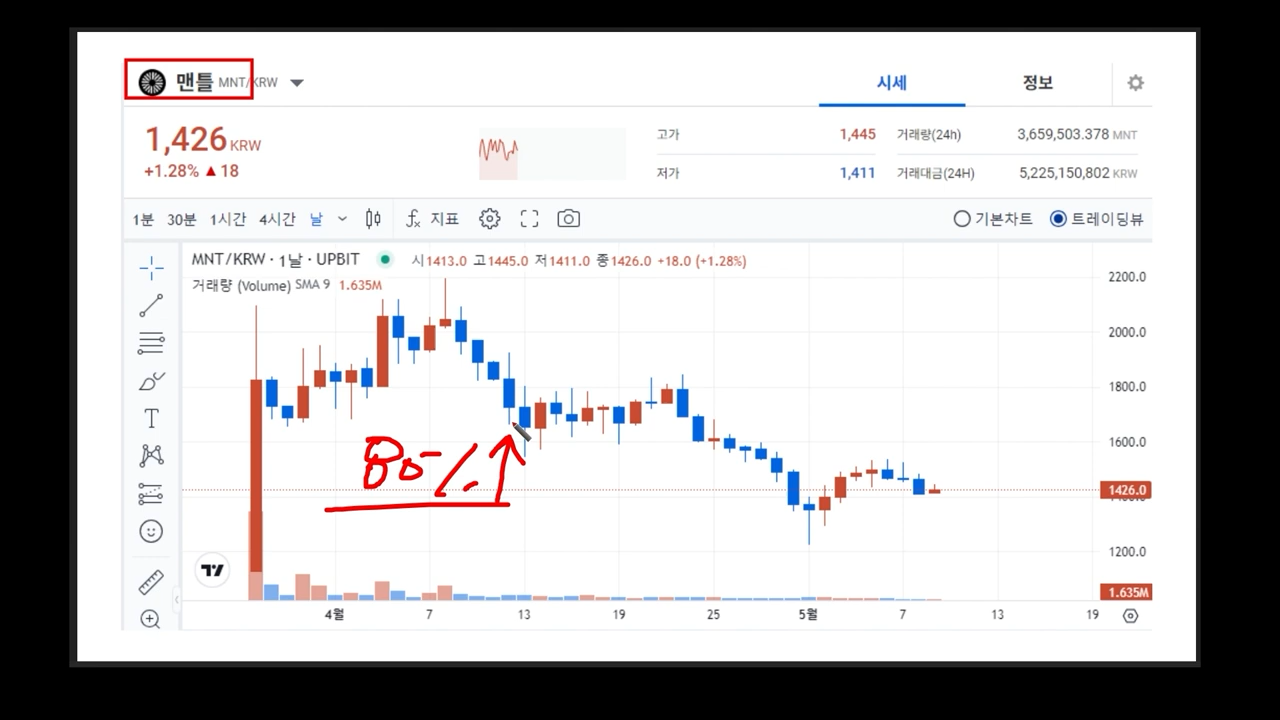 맨틀 MNT/KRW
시세
정보
1,426 KRW
+1.28% ▲ 18
고가 1,445
저가 1,411
거래량(24h) 3,659,503.378 MNT
거래대금(24H) 5,225,150,802 KRW
1분 30분 1시간 4시간 날 지표 기본차트 트레이딩뷰
MNT/KRW · 1날 · UPBIT 시1413.0 고1445.0 저1411.0 종1426.0 +18.0 (+1.28%)
거래량 (Volume) SMA 9 1.635M
2200.0
2000.0
1800.0
1600.0
80%↑
1426.0
1200.0
1.635M
4월 7 13 19 25 5월 7 13 19